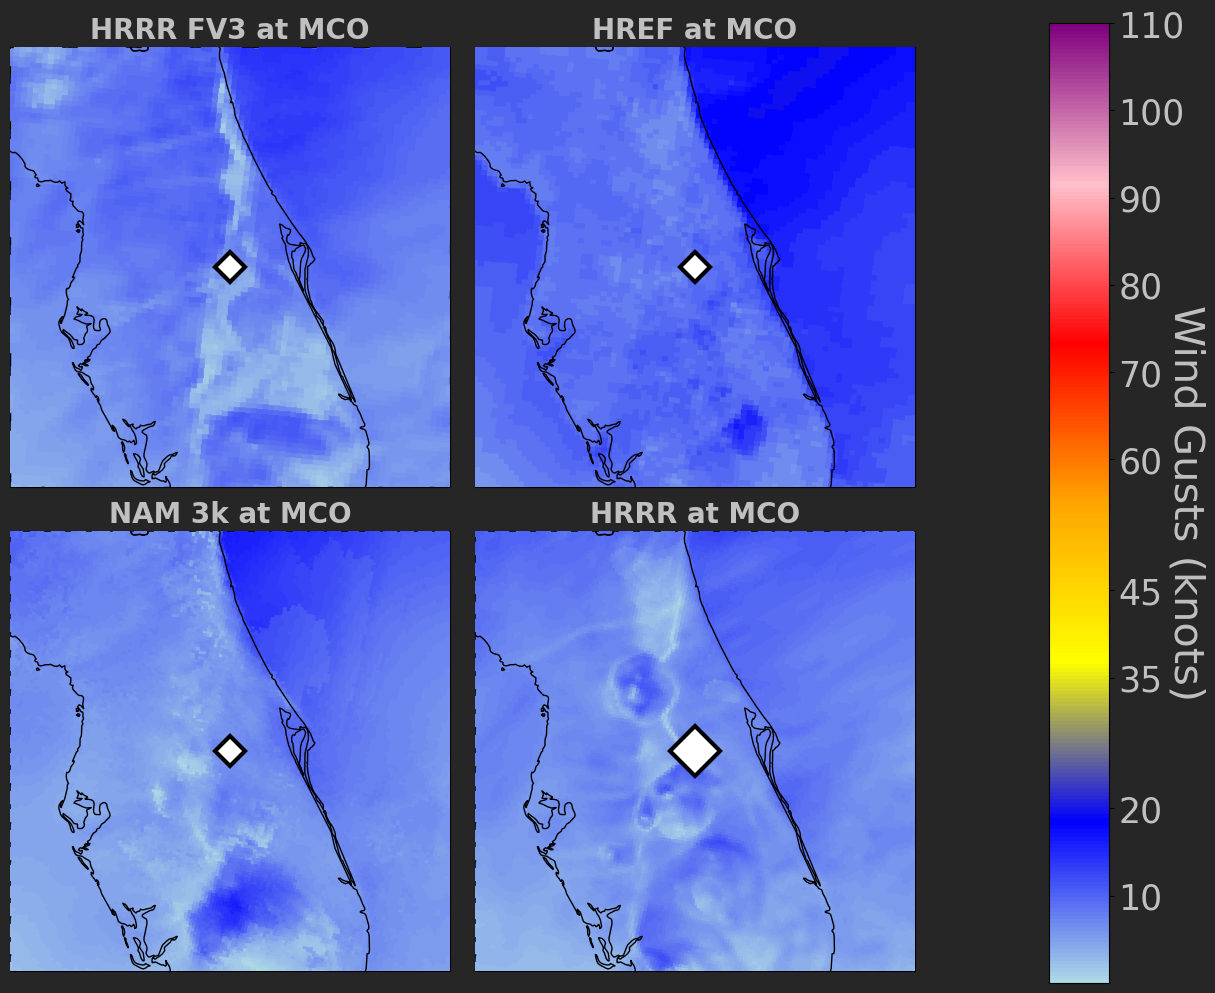 HRRR FV3 at MCO
HREF at MCO
NAM 3k at MCO
HRRR at MCO
110
100
90
80
70
60
45
35
20
10
Wind Gusts (knots)